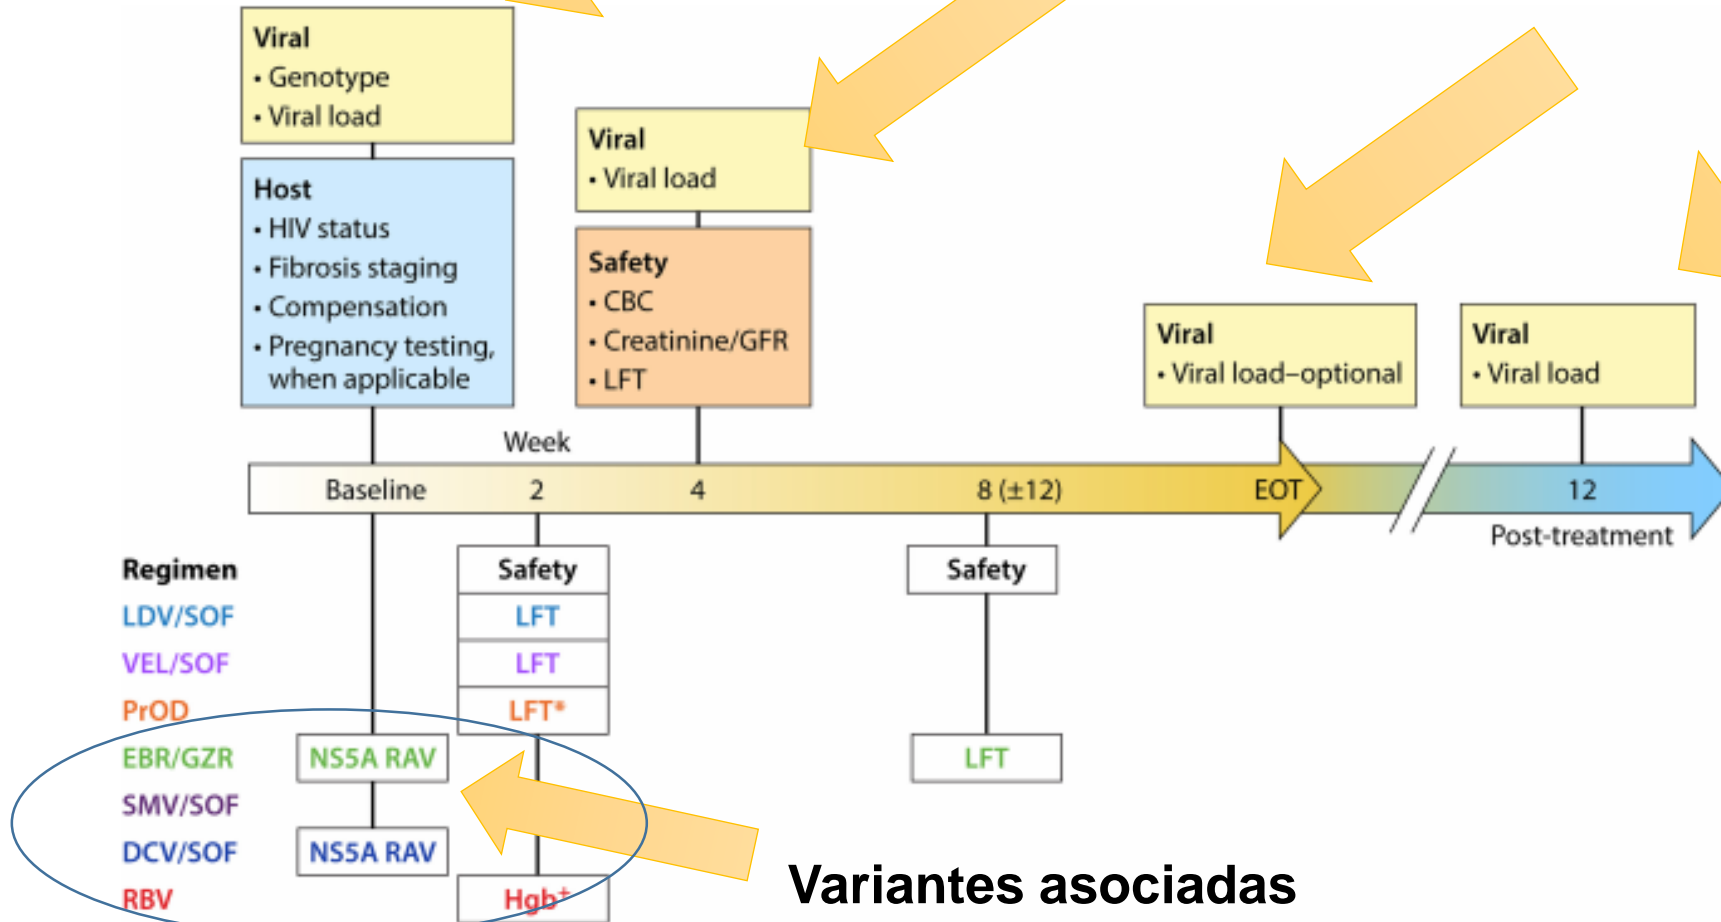 Viral
• Genotype
• Viral load
Host
• HIV status
• Fibrosis staging
• Compensation
• Pregnancy testing,
when applicable
Viral
• Viral load
Safety
• CBC
• Creatinine/GFR
• LFT
Viral
• Viral load–optional
Viral
• Viral load
Week
Baseline 2 4 8 (±12) EOT 12
Post-treatment
Regimen Safety Safety
LDV/SOF LFT
VEL/SOF LFT
PrOD LFT*
EBR/GZR NS5A RAV LFT
SMV/SOF
DCV/SOF NS5A RAV
RBV Hgb‡
Variantes asociadas